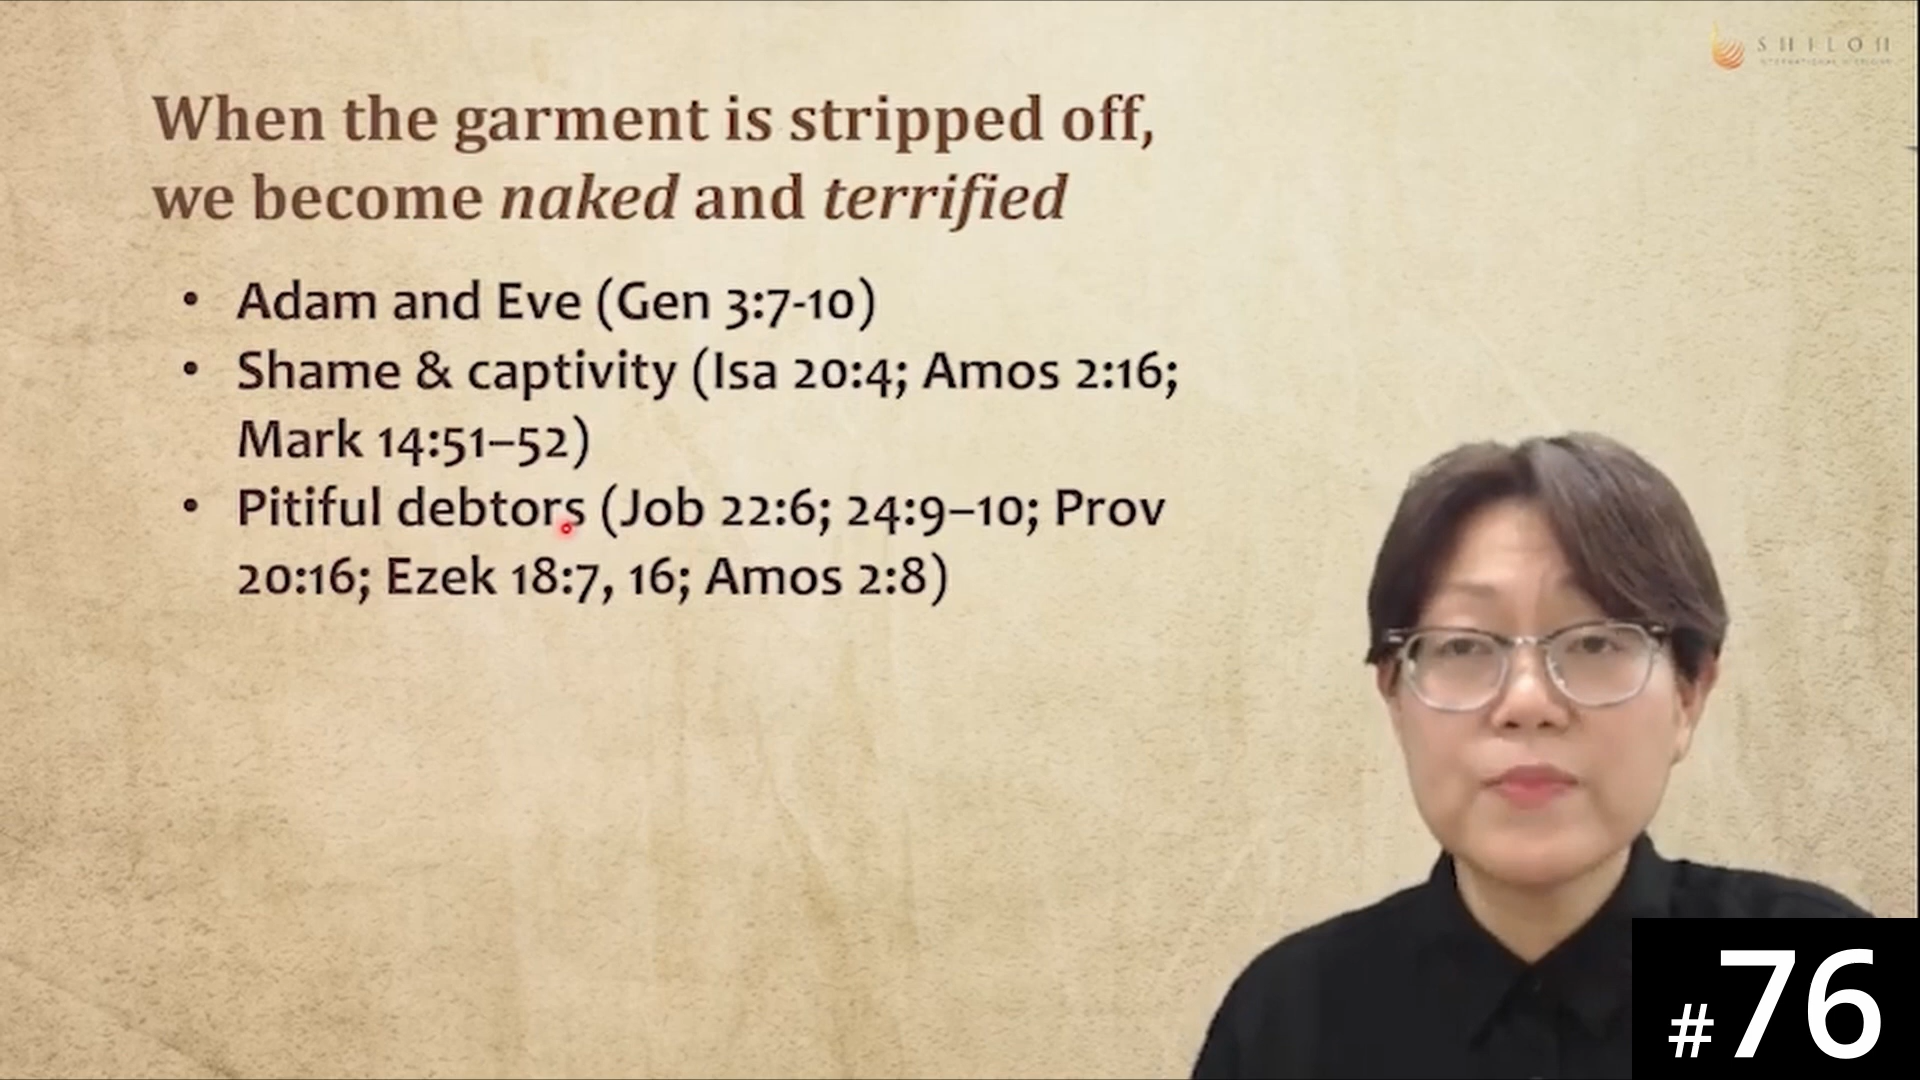 SHILOH
When the garment is stripped off,
we become naked and terrified
• Adam and Eve (Gen 3:7-10)
• Shame & captivity (Isa 20:4; Amos 2:16;
Mark 14:51–52)
• Pitiful debtors (Job 22:6; 24:9–10; Prov
20:16; Ezek 18:7, 16; Amos 2:8)
#76